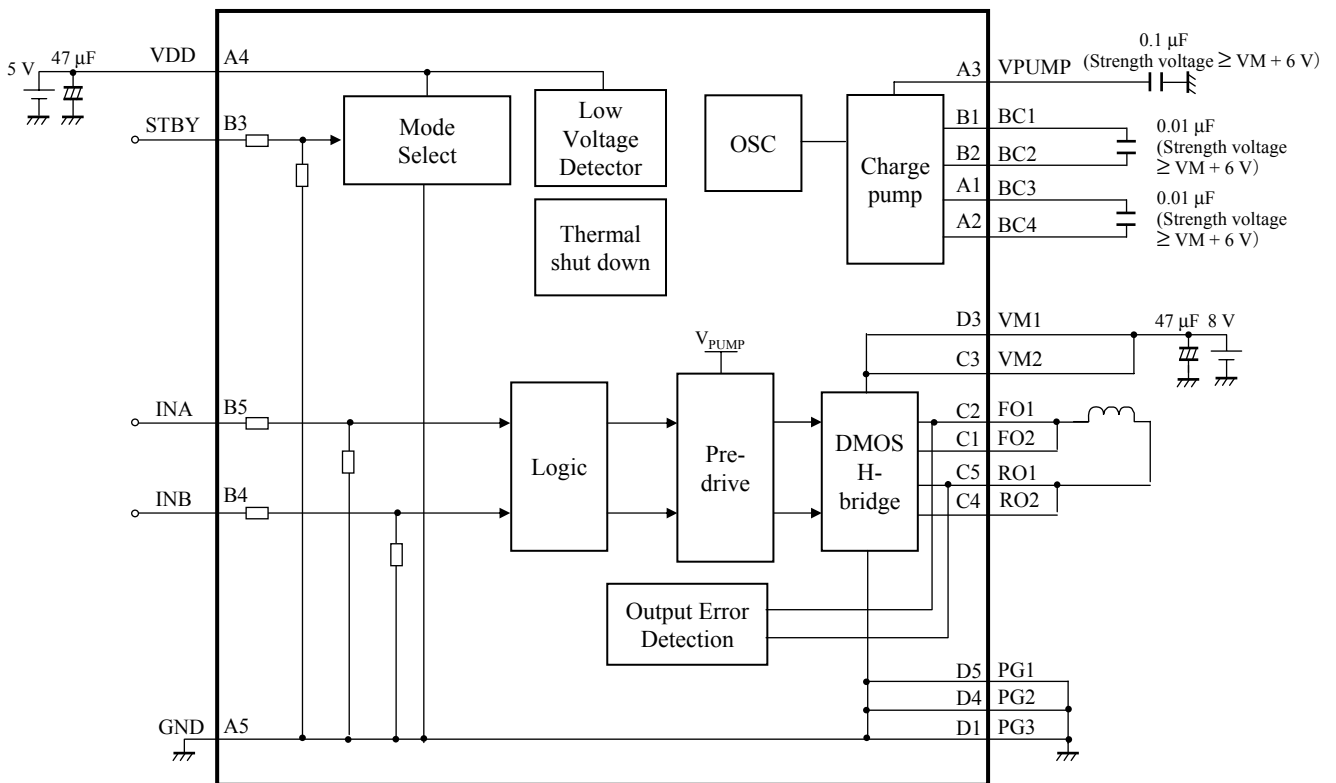 5 V
47 μF
VDD
A4
STBY
B3
Mode
Select
Low
Voltage
Detector
Thermal
shut down
OSC
Charge
pump
A3
VPUMP
0.1 μF
(Strength voltage ≥ VM + 6 V)
B1
BC1
B2
BC2
0.01 μF
(Strength voltage
≥ VM + 6 V)
A1
BC3
A2
BC4
0.01 μF
(Strength voltage
≥ VM + 6 V)
D3
VM1
C3
VM2
47 μF
8 V
VPUMP
INA
B5
INB
B4
Logic
Pre-
drive
DMOS
H-
bridge
C2
FO1
C1
FO2
C5
RO1
C4
RO2
Output Error
Detection
D5
PG1
D4
PG2
D1
PG3
GND
A5